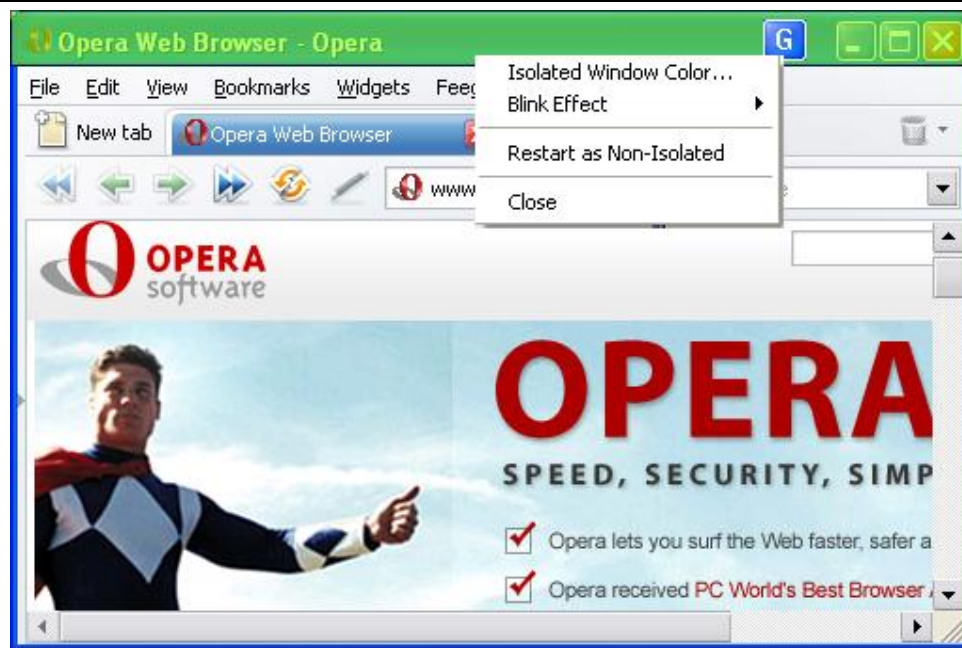 Opera Web Browser - Opera
G
File Edit View Bookmarks Widgets
Isolated Window Color...
Blink Effect
Restart as Non-Isolated
Close
New tab
Opera Web Browser
www
OPERA
software
OPERA
SPEED, SECURITY,
Opera lets you surf the Web faster, safer
Opera received PC World's Best Browser